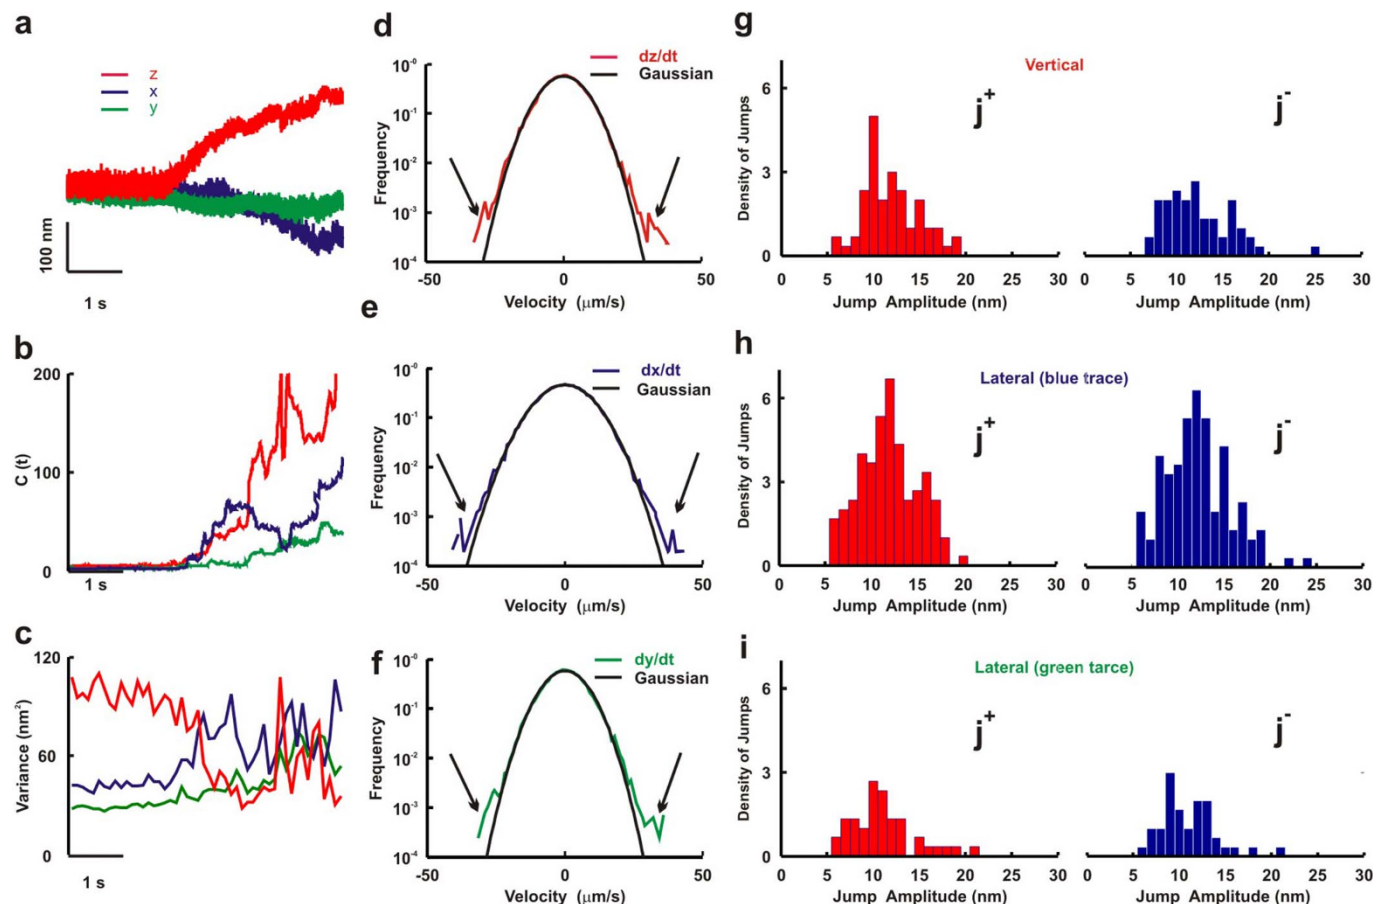 a
z
x
y
100 nm
1 s
b
200
100
0
C (t)
1 s
c
120
60
0
Variance (nm²)
1 s
d
dz/dt
Gaussian
10⁻⁰
10⁻¹
10⁻²
10⁻³
10⁻⁴
Frequency
-50 0 50
Velocity (μm/s)
e
dx/dt
Gaussian
10⁻⁰
10⁻¹
10⁻²
10⁻³
10⁻⁴
Frequency
-50 0 50
Velocity (μm/s)
f
dy/dt
Gaussian
10⁻⁰
10⁻¹
10⁻²
10⁻³
10⁻⁴
Frequency
-50 0 50
Velocity (μm/s)
g
Vertical
j⁺ j⁻
6
3
0
Density of Jumps
0 5 10 15 20 25 30 0 5 10 15 20 25 30
Jump Amplitude (nm) Jump Amplitude (nm)
h
Lateral (blue trace)
j⁺ j⁻
6
3
0
Density of Jumps
0 5 10 15 20 25 30 0 5 10 15 20 25 30
Jump Amplitude (nm) Jump Amplitude (nm)
i
Lateral (green tarce)
j⁺ j⁻
6
3
0
Density of Jumps
0 5 10 15 20 25 30 0 5 10 15 20 25 30
Jump Amplitude (nm) Jump Amplitude (nm)